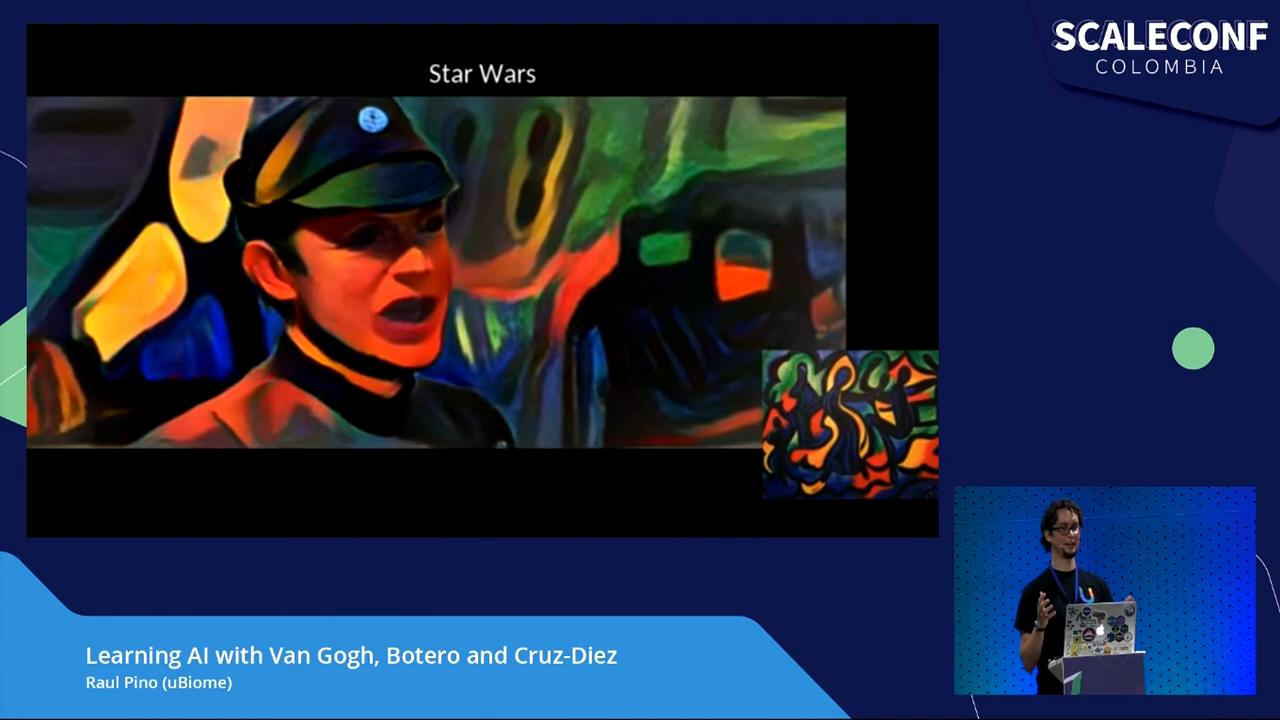 SCALECONF
COLOMBIA
Star Wars
Learning AI with Van Gogh, Botero and Cruz-Diez
Raul Pino (uBiome)